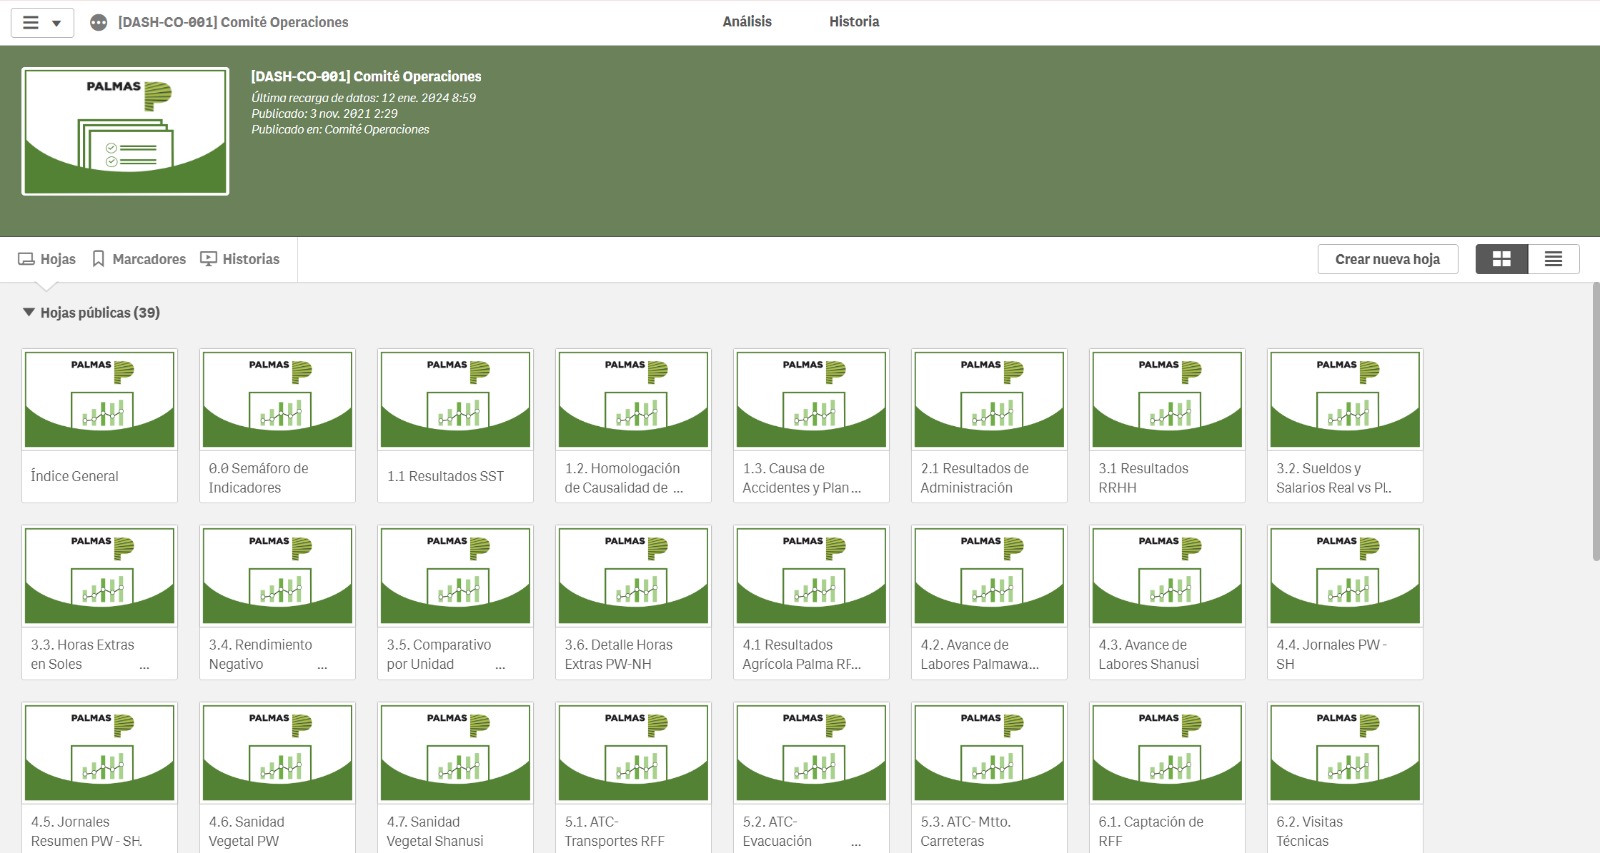 [DASH-CO-001] Comité Operaciones
Análisis
Historia
PALMAS
[DASH-CO-001] Comité Operaciones
Última recarga de datos: 12 ene. 2024 8:59
Publicado: 3 nov. 2021 2:29
Publicado en: Comité Operaciones
Hojas
Marcadores
Historias
Crear nueva hoja
Hojas públicas (39)
PALMAS
PALMAS
PALMAS
PALMAS
PALMAS
PALMAS
PALMAS
PALMAS
Índice General
0.0 Semáforo de
Indicadores
1.1 Resultados SST
1.2. Homologación
de Causalidad de ...
1.3. Causa de
Accidentes y Plan ...
2.1 Resultados de
Administración
3.1 Resultados
RRHH
3.2. Sueldos y
Salarios Real vs Pl..
PALMAS
PALMAS
PALMAS
PALMAS
PALMAS
PALMAS
PALMAS
PALMAS
3.3. Horas Extras
en Soles ...
3.4. Rendimiento
Negativo ...
3.5. Comparativo
por Unidad ...
3.6. Detalle Horas
Extras PW-NH
4.1 Resultados
Agrícola Palma RF...
4.2. Avance de
Labores Palmawa...
4.3. Avance de
Labores Shanusi
4.4. Jornales PW -
SH
PALMAS
PALMAS
PALMAS
PALMAS
PALMAS
PALMAS
PALMAS
PALMAS
4.5. Jornales
Resumen PW - SH.
4.6. Sanidad
Vegetal PW
4.7. Sanidad
Vegetal Shanusi
5.1. ATC-
Transportes RFF
5.2. ATC-
Evacuación ...
5.3. ATC- Mtto.
Carreteras
6.1. Captación de
RFF
6.2. Visitas
Técnicas